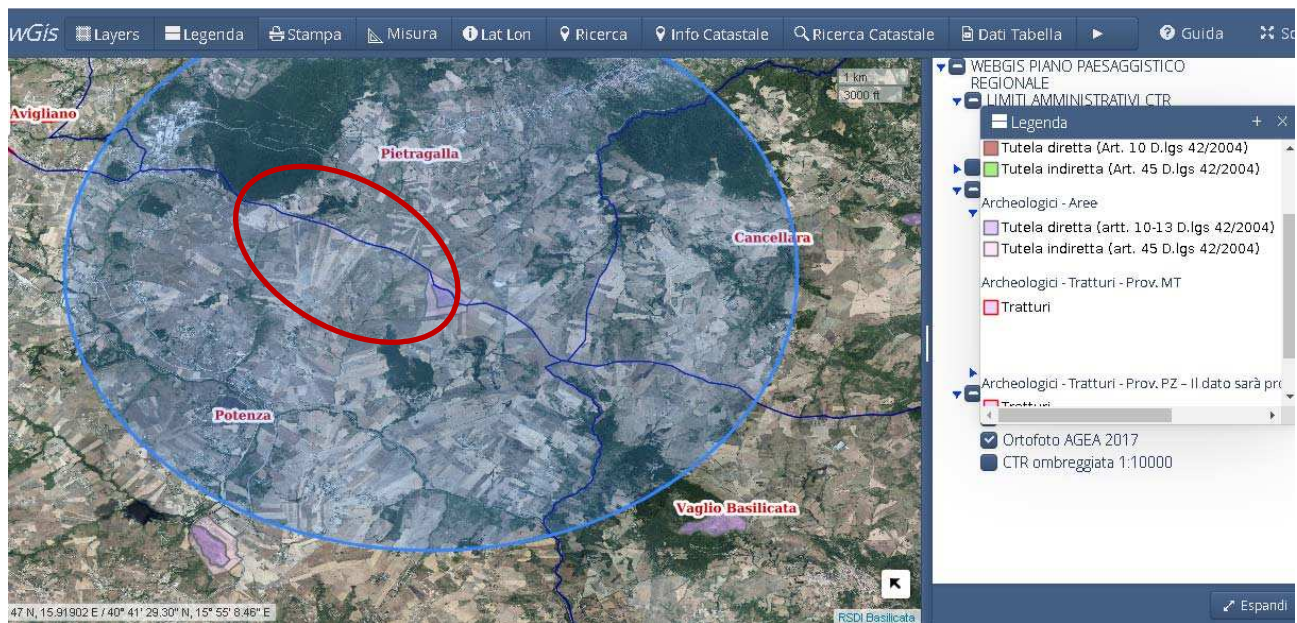 wGis Layers Legenda Stampa Misura Lat Lon Ricerca Info Catastale Ricerca Catastale Dati Tabella Guida Sc
WEBGIS PIANO PAESAGGISTICO
REGIONALE
LIMITI AMMINISTRATIVI CTR
Legenda
Tutela diretta (Art. 10 D.lgs 42/2004)
Tutela indiretta (Art. 45 D.lgs 42/2004)
Archeologici - Aree
Tutela diretta (artt. 10-13 D.lgs 42/2004)
Tutela indiretta (art. 45 D.lgs 42/2004)
Archeologici - Tratturi - Prov. MT
Tratturi
Archeologici - Tratturi - Prov. PZ – Il dato sarà pro
Tratturi
Ortofoto AGEA 2017
CTR ombreggiata 1:10000
Espandi
1 km
3000 ft
Avigliano
Pietragalla
Cancellara
Potenza
Vaglio Basilicata
47 N, 15.91902 E / 40° 41' 29.30" N, 15° 55' 8.46" E
RSDI Basilicata